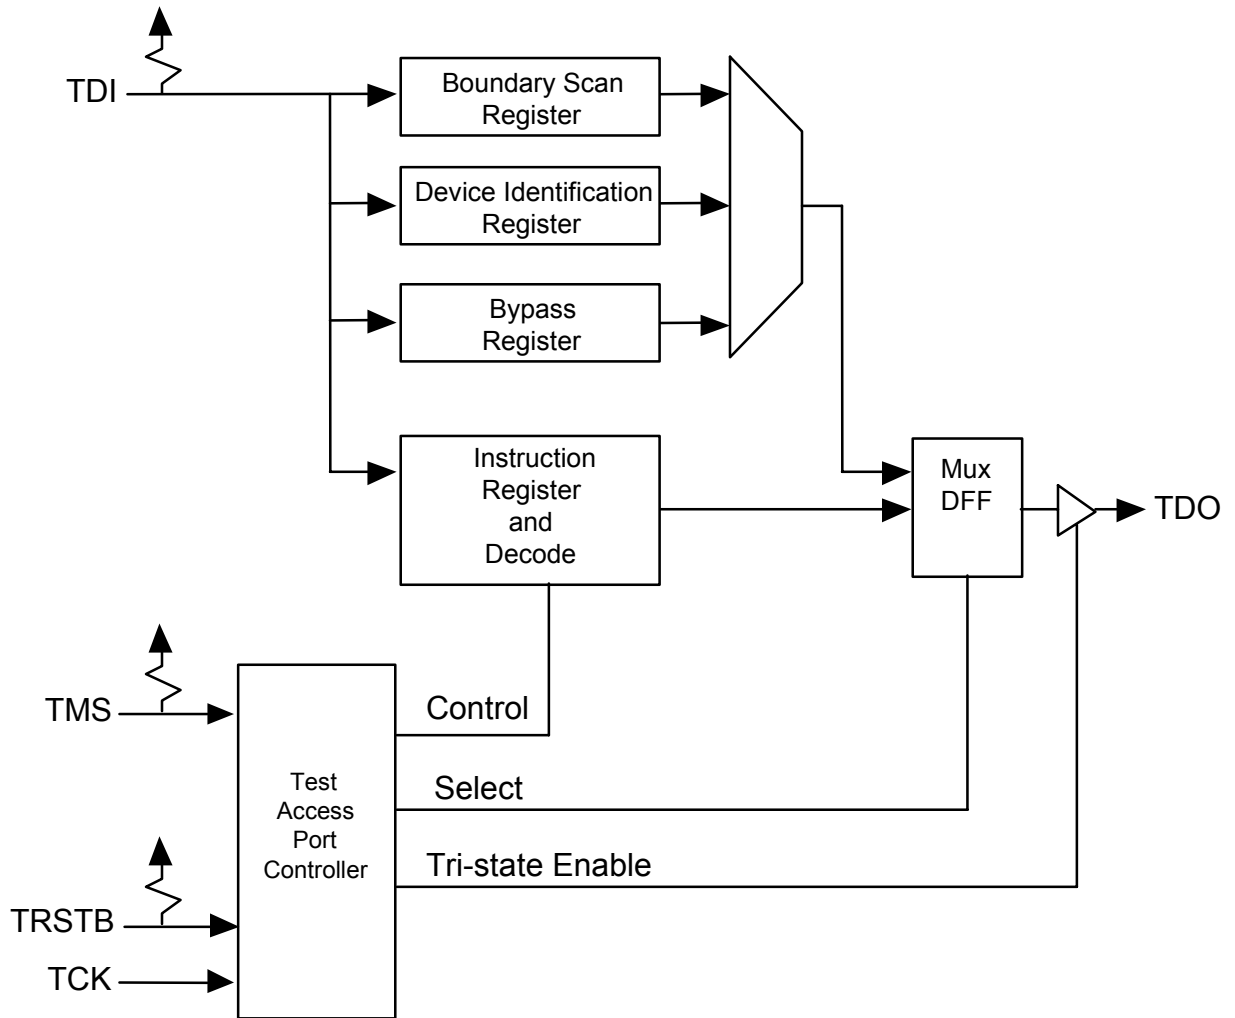 TDI
Boundary Scan
Register
Device Identification
Register
Bypass
Register
Instruction
Register
and
Decode
Mux
DFF
TDO
TMS
Control
Test
Access
Port
Controller
Select
Tri-state Enable
TRSTB
TCK